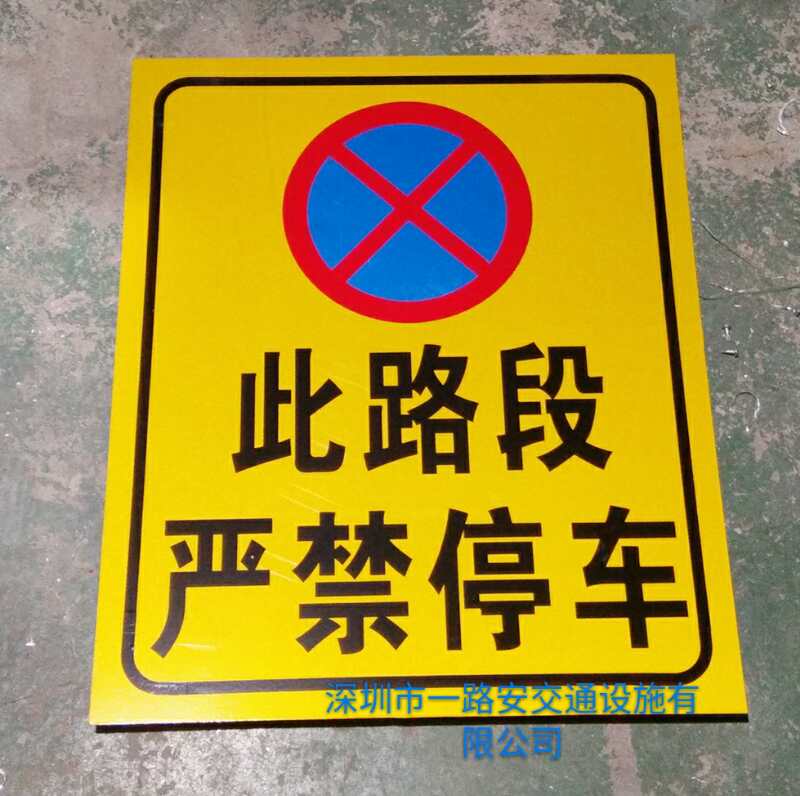 此路段
严禁停车
深圳市一路安交通设施有
限公司